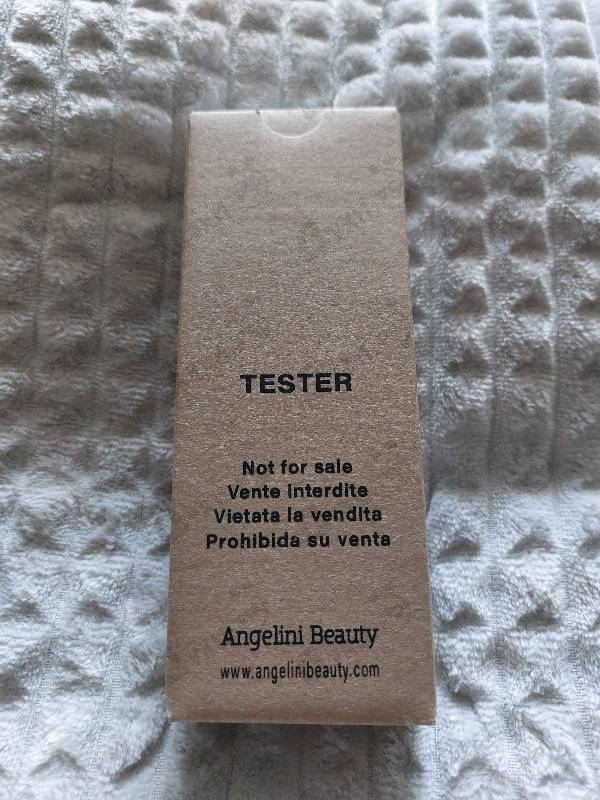 TESTER
Not for sale
Vente interdite
Vietata la vendita
Prohibida su venta
Angelini Beauty
www.angelinibeauty.com